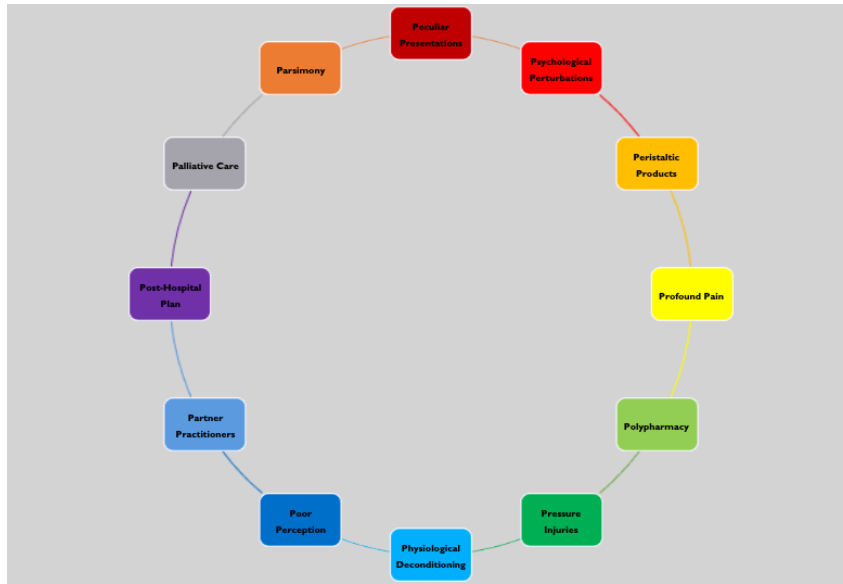 Peculiar
Presentations
Psychological
Perturbations
Peristaltic
Products
Profound Pain
Polypharmacy
Pressure
Injuries
Physiological
Deconditioning
Poor
Perception
Partner
Practitioners
Post-Hospital
Plan
Palliative Care
Parsimony